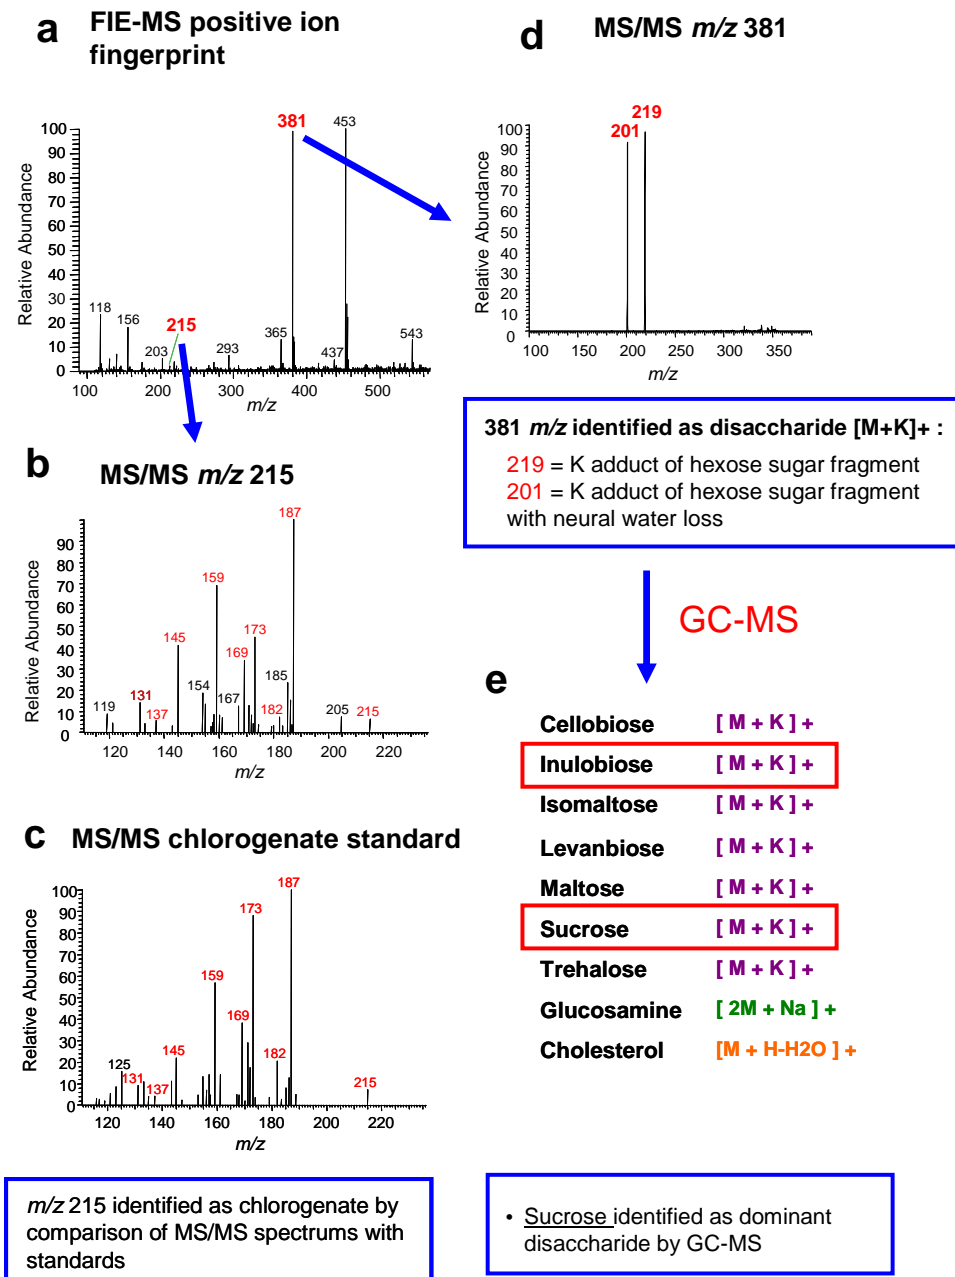 a FIE-MS positive ion
fingerprint
Relative Abundance
100
90
80
70
60
50
40
30
20
10
0
118
156
203
215
293
365
381
437
453
543
100 200 300 400 500
m/z
b MS/MS m/z 215
Relative Abundance
90
80
70
60
50
40
30
20
10
0
119
131
137
145
154
159
167
169
173
182
185
187
205
215
120 140 160 180 200 220
m/z
c MS/MS chlorogenate standard
Relative Abundance
100
90
80
70
60
50
40
30
20
10
0
125
131
137
145
159
169
173
182
187
215
120 140 160 180 200 220
m/z
m/z 215 identified as chlorogenate by
comparison of MS/MS spectrums with
standards
d MS/MS m/z 381
Relative Abundance
100
90
80
70
60
50
40
30
20
10
0
201
219
100 150 200 250 300 350
m/z
381 m/z identified as disaccharide [M+K]+ :
219 = K adduct of hexose sugar fragment
201 = K adduct of hexose sugar fragment
with neural water loss
GC-MS
e
Cellobiose [ M + K ] +
Inulobiose [ M + K ] +
Isomaltose [ M + K ] +
Levanbiose [ M + K ] +
Maltose [ M + K ] +
Sucrose [ M + K ] +
Trehalose [ M + K ] +
Glucosamine [ 2M + Na ] +
Cholesterol [M + H-H2O ] +
• Sucrose identified as dominant
disaccharide by GC-MS